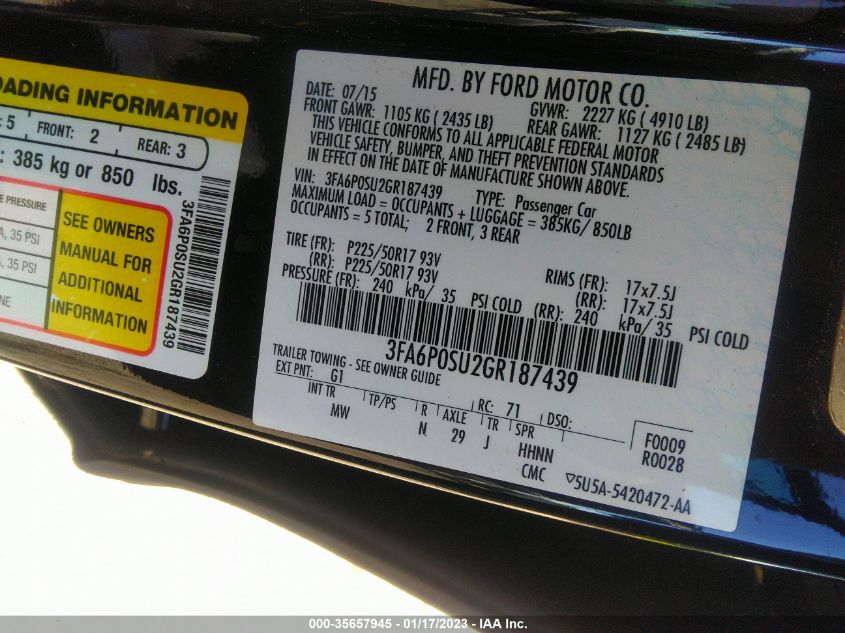 OADING INFORMATION
: 5 FRONT: 2 REAR: 3
: 385 kg or 850 lbs.
E PRESSURE
A, 35 PSI
A, 35 PSI
NE
SEE OWNERS
MANUAL FOR
ADDITIONAL
INFORMATION
3FA6P0SU2GR187439
MFD. BY FORD MOTOR CO.
DATE: 07/15 GVWR: 2227 KG ( 4910 LB)
FRONT GAWR: 1105 KG ( 2435 LB) REAR GAWR: 1127 KG ( 2485 LB)
THIS VEHICLE CONFORMS TO ALL APPLICABLE FEDERAL MOTOR
VEHICLE SAFETY, BUMPER, AND THEFT PREVENTION STANDARDS
IN EFFECT ON THE DATE OF MANUFACTURE SHOWN ABOVE.
VIN: 3FA6P0SU2GR187439 TYPE: Passenger Car
MAXIMUM LOAD = OCCUPANTS + LUGGAGE = 385KG/ 850LB
OCCUPANTS = 5 TOTAL; 2 FRONT, 3 REAR
TIRE (FR): P225/50R17 93V RIMS (FR): 17x7.5J
(RR): P225/50R17 93V (RR): 17x7.5J
PRESSURE (FR): 240 kPa/ 35 PSI COLD (RR): 240 kPa/ 35 PSI COLD
3FA6P0SU2GR187439
TRAILER TOWING - SEE OWNER GUIDE
EXT PNT: G1 RC: 71 DSO:
INT TR TP/PS R AXLE TR SPR
MW N 29 J HHNN
CMC
F0009
R0028
▽5U5A-5420472-AA
000-35657945 - 01/17/2023 - IAA Inc.